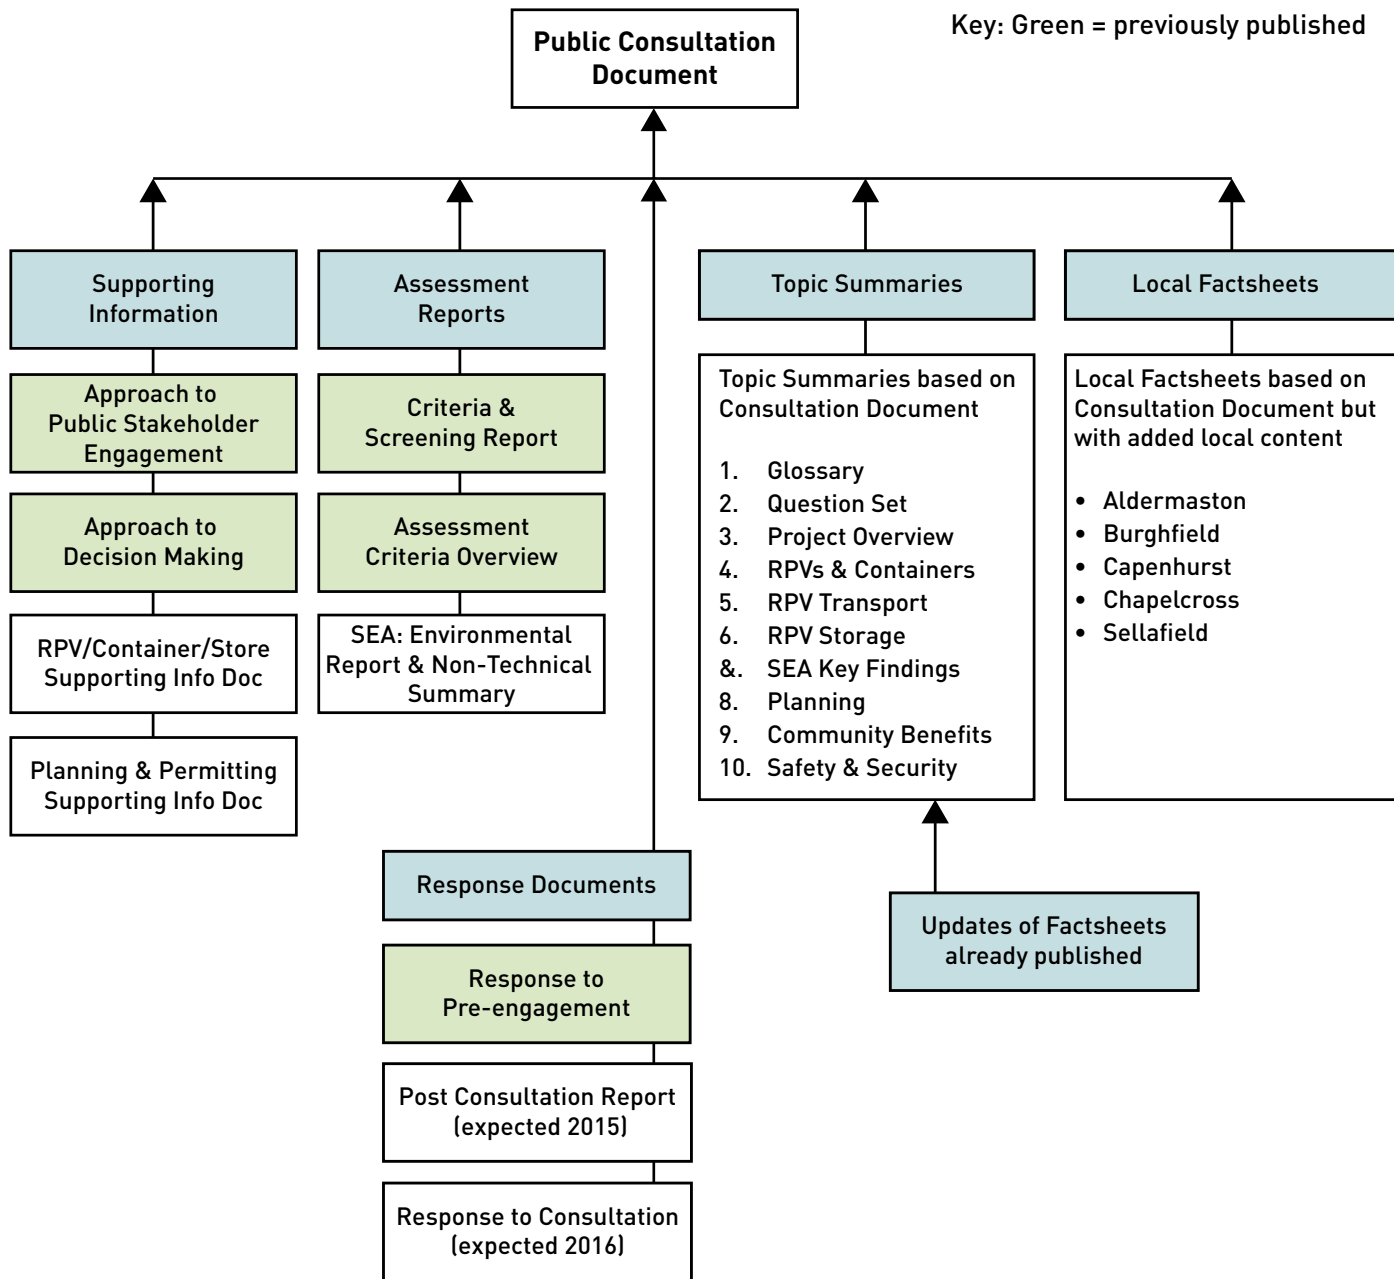 Key: Green = previously published
Public Consultation
Document
Supporting
Information
Approach to
Public Stakeholder
Engagement
Approach to
Decision Making
RPV/Container/Store
Supporting Info Doc
Planning & Permitting
Supporting Info Doc
Assessment
Reports
Criteria &
Screening Report
Assessment
Criteria Overview
SEA: Environmental
Report & Non-Technical
Summary
Response Documents
Response to
Pre-engagement
Post Consultation Report
(expected 2015)
Response to Consultation
(expected 2016)
Topic Summaries
Topic Summaries based on
Consultation Document
1. Glossary
2. Question Set
3. Project Overview
4. RPVs & Containers
5. RPV Transport
6. RPV Storage
&. SEA Key Findings
8. Planning
9. Community Benefits
10. Safety & Security
Updates of Factsheets
already published
Local Factsheets
Local Factsheets based on
Consultation Document but
with added local content
• Aldermaston
• Burghfield
• Capenhurst
• Chapelcross
• Sellafield